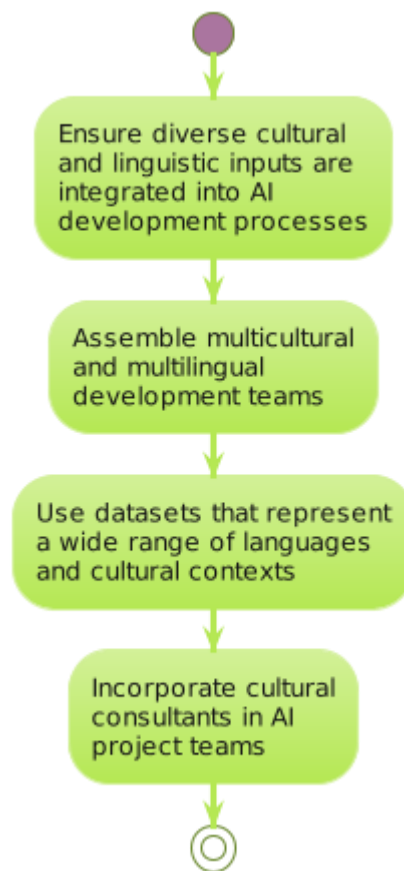 Ensure diverse cultural
and linguistic inputs are
integrated into AI
development processes
Assemble multicultural
and multilingual
development teams
Use datasets that represent
a wide range of languages
and cultural contexts
Incorporate cultural
consultants in AI
project teams